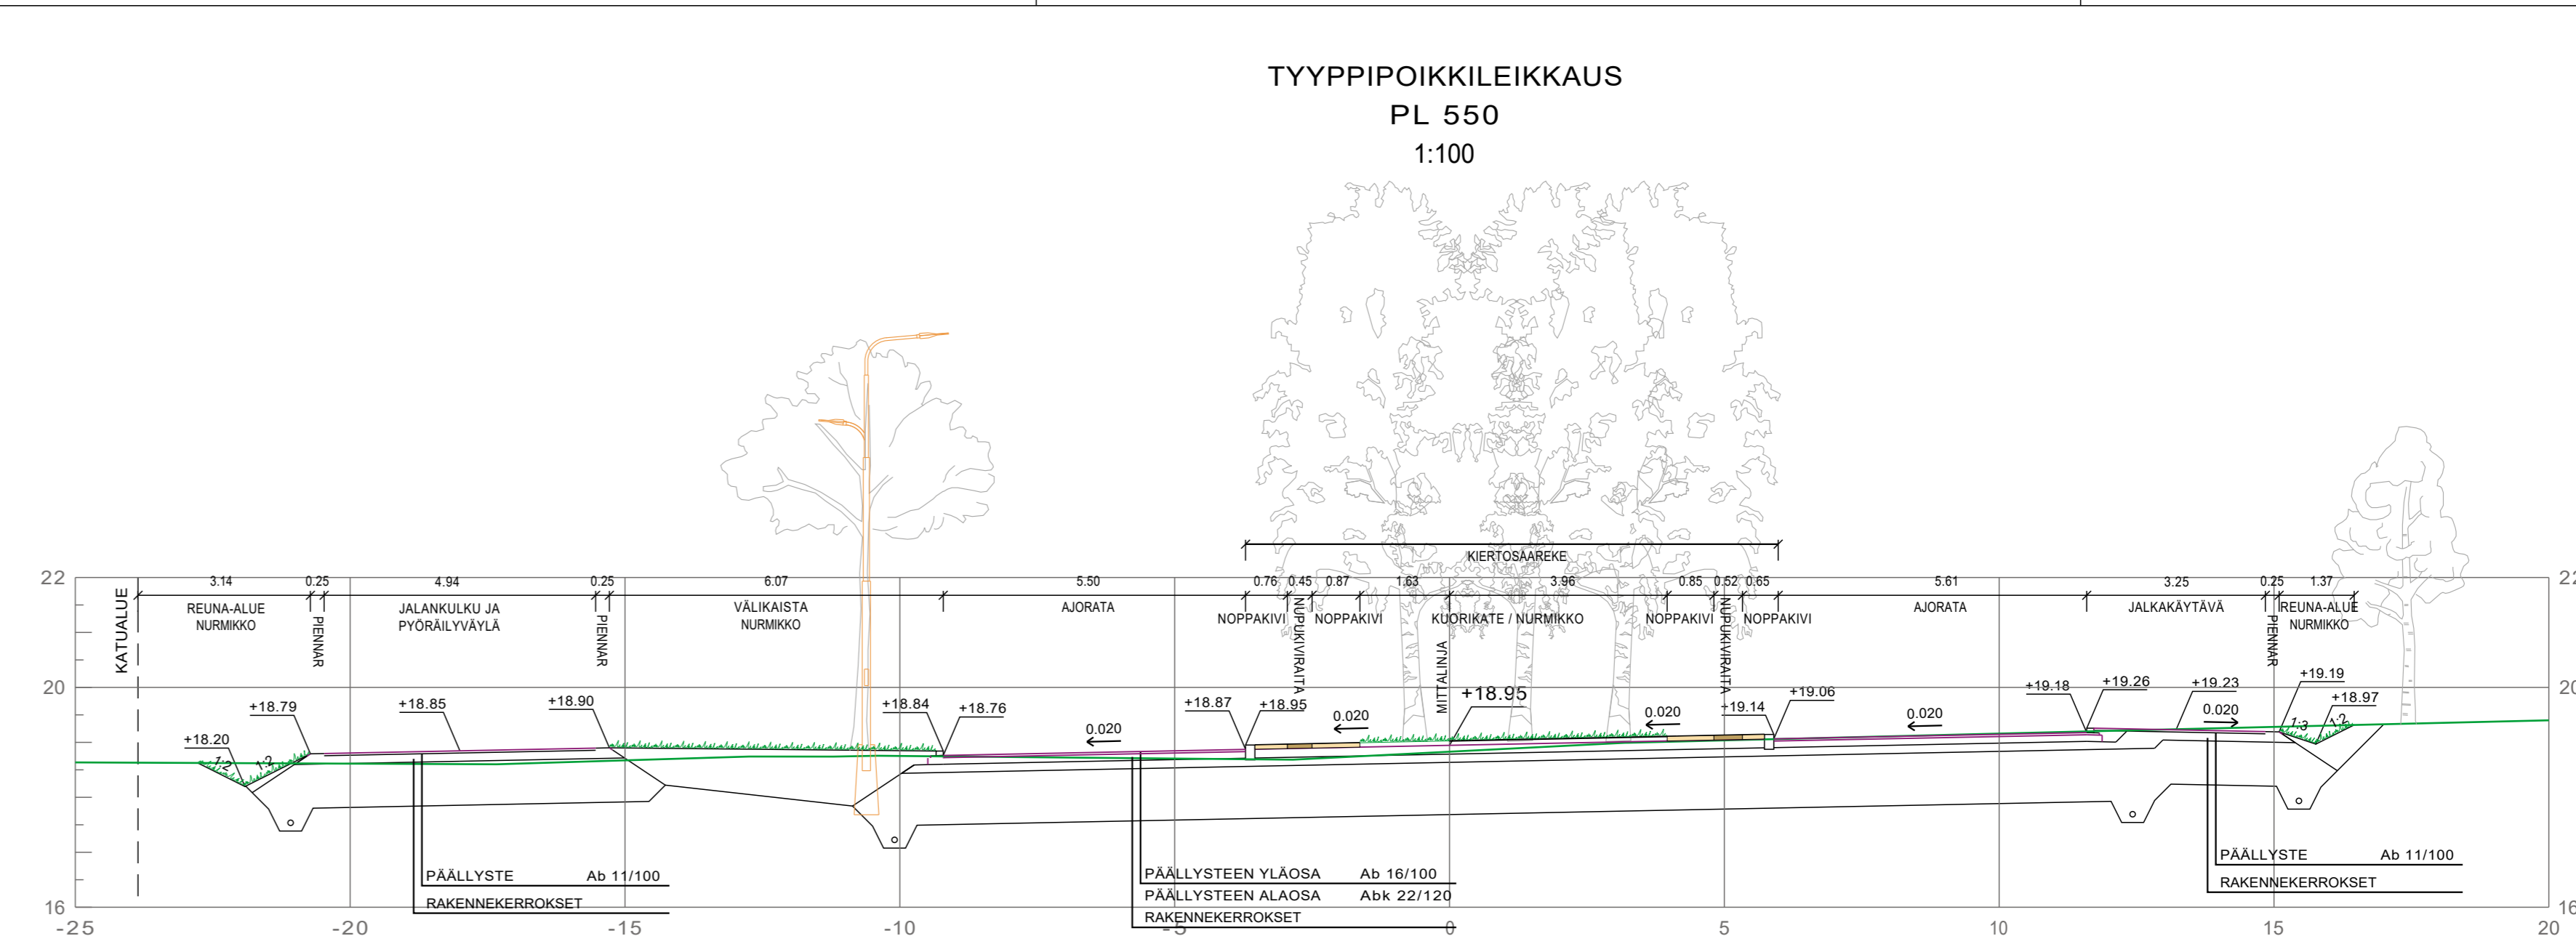 TYYPPIPOIKKILEIKKAUS
PL 550
1:100
KIERTOSAAREKE
22
3.14 0.25 4.94 0.25 6.07 5.50 0.76 0.45 0.87 1.63 3.96 0.85 0.52 0.65 5.61 3.25 0.25 1.37
22
KATUALUE
REUNA-ALUE
NURMIKKO
PIENNAR
JALANKULKU JA
PYÖRÄILYVÄYLÄ
PIENNAR
VÄLIKAISTA
NURMIKKO
AJORATA
NOPPAKIVI
NUPUKIVIRAITA
NOPPAKIVI
KUORIKATE / NURMIKKO
MITTALINJA
NOPPAKIVI
NUPUKIVIRAITA
NOPPAKIVI
AJORATA
JALKAKÄYTÄVÄ
PIENNAR
REUNA-ALUE
NURMIKKO
20
20
+18.20
+18.79
+18.85
+18.90
+18.84
+18.76
0.020
+18.87
+18.95
0.020
+18.95
0.020
+19.14
+19.06
0.020
+19.18
+19.26
+19.23
0.020
+19.19
+18.97
1:2
1:2
1:3
1:2
PÄÄLLYSTE Ab 11/100
RAKENNEKERROKSET
PÄÄLLYSTEEN YLÄOSA Ab 16/100
PÄÄLLYSTEEN ALAOSA Abk 22/120
RAKENNEKERROKSET
PÄÄLLYSTE Ab 11/100
RAKENNEKERROKSET
16
16
-25 -20 -15 -10 -5 0 5 10 15 20